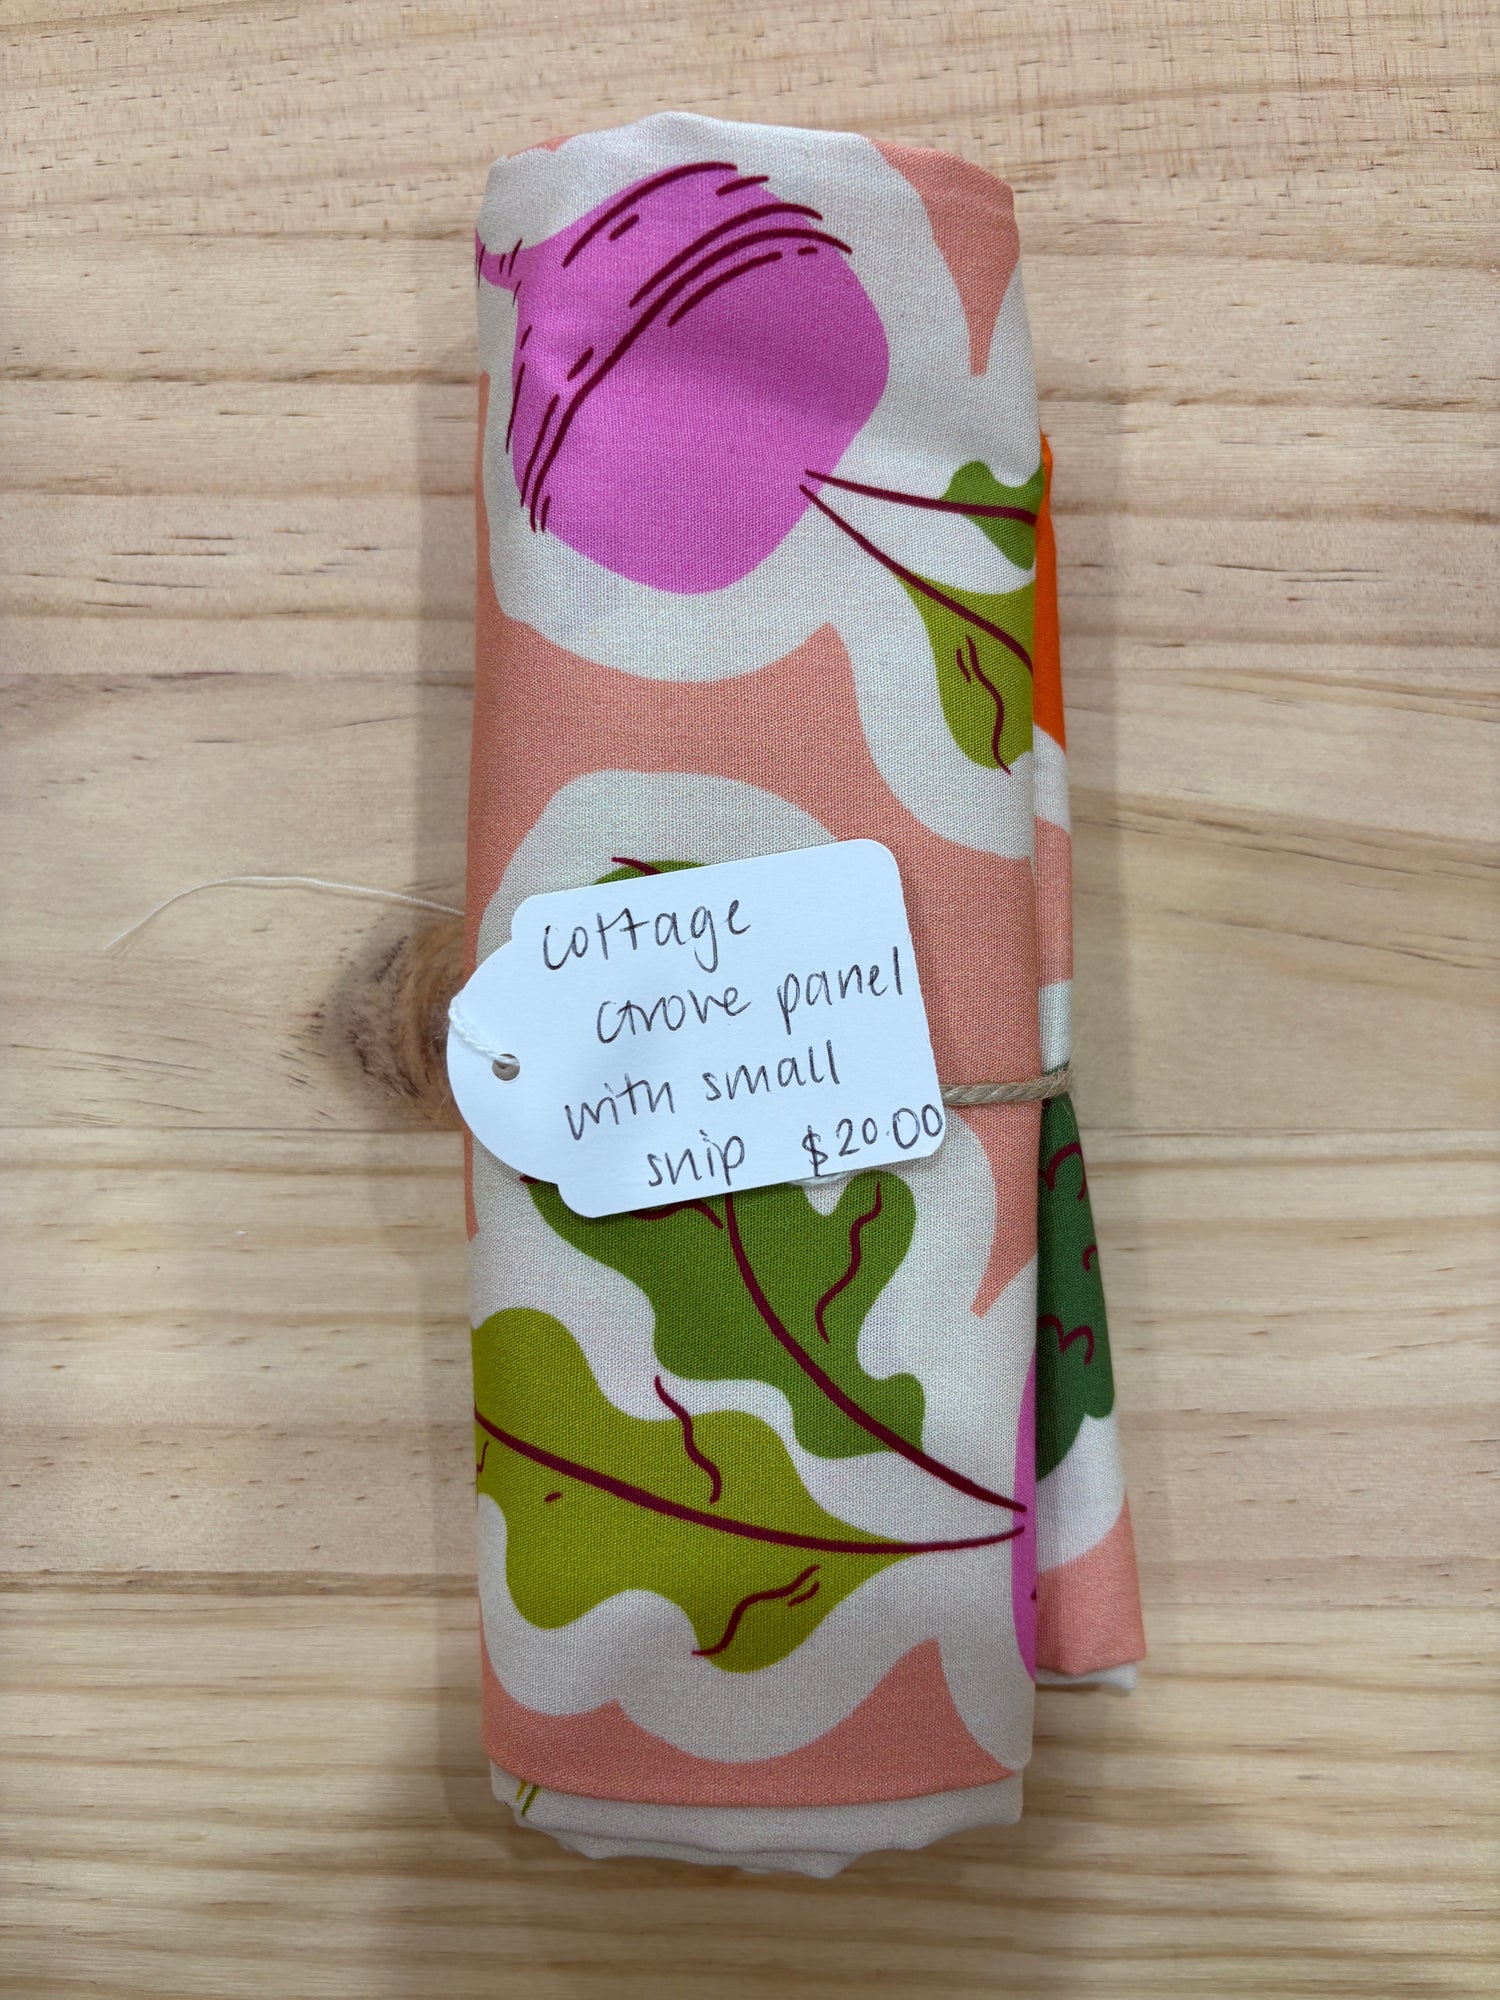 cottage
Grove panel
with small
snip $20.00